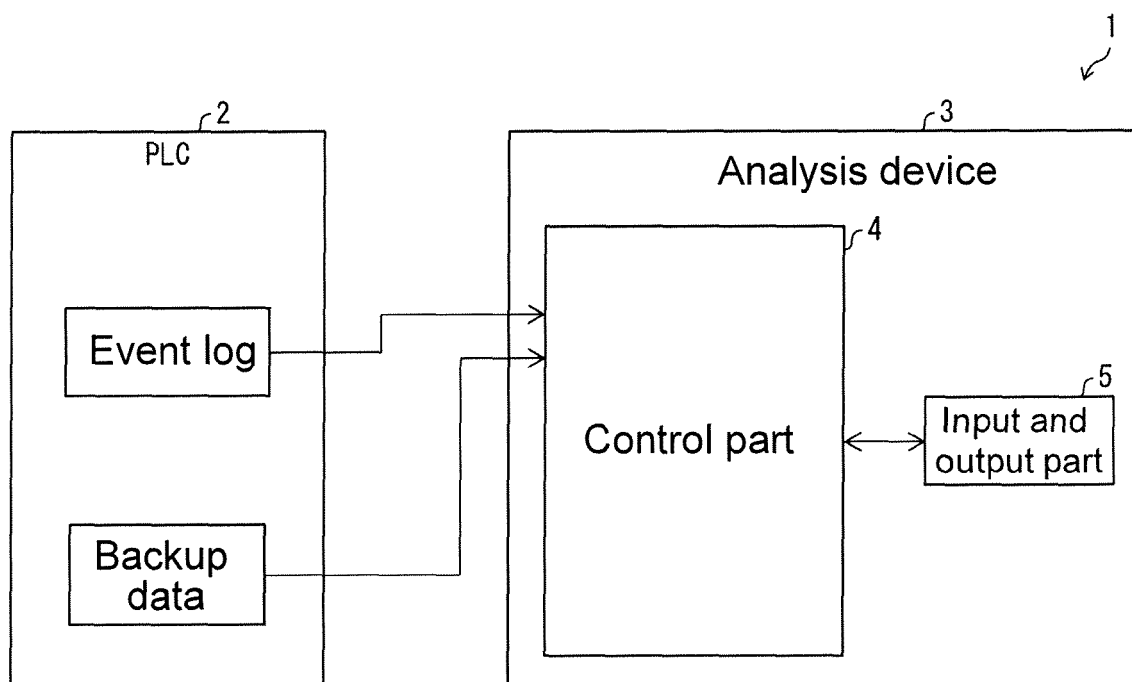 1
2
PLC
3
Analysis device
4
Event log
Control part
5
Input and
output part
Backup
data